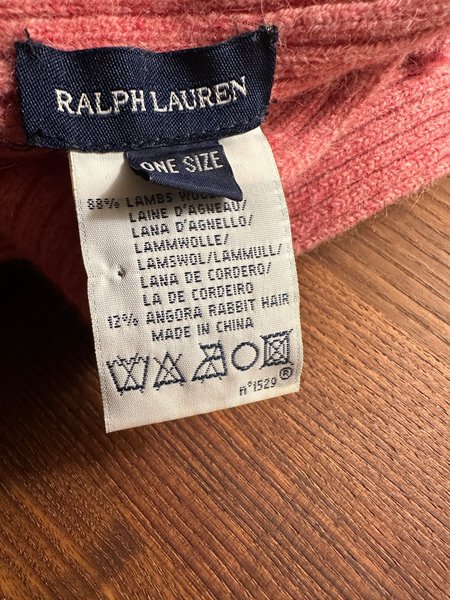 RALPH LAUREN
ONE SIZE
88% LAMBS WOOL
LAINE D'AGNEAU/
LANA D'AGNELLO/
LAMMWOLLE/
LAMSWOL/LAMMULL/
LANA DE CORDERO/
LA DE CORDEIRO
12% ANGORA RABBIT HAIR
MADE IN CHINA
n°1529 ®